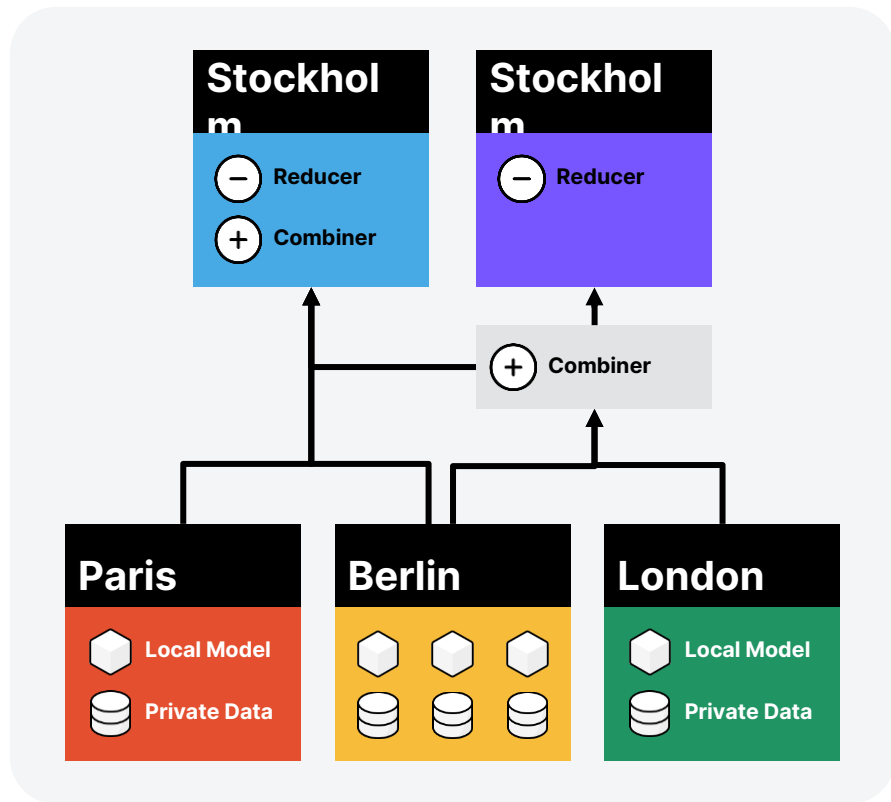 Stockhol
m
Stockhol
m
Reducer
Combiner
Reducer
Combiner
Paris
Berlin
London
Local Model
Private Data
Local Model
Private Data